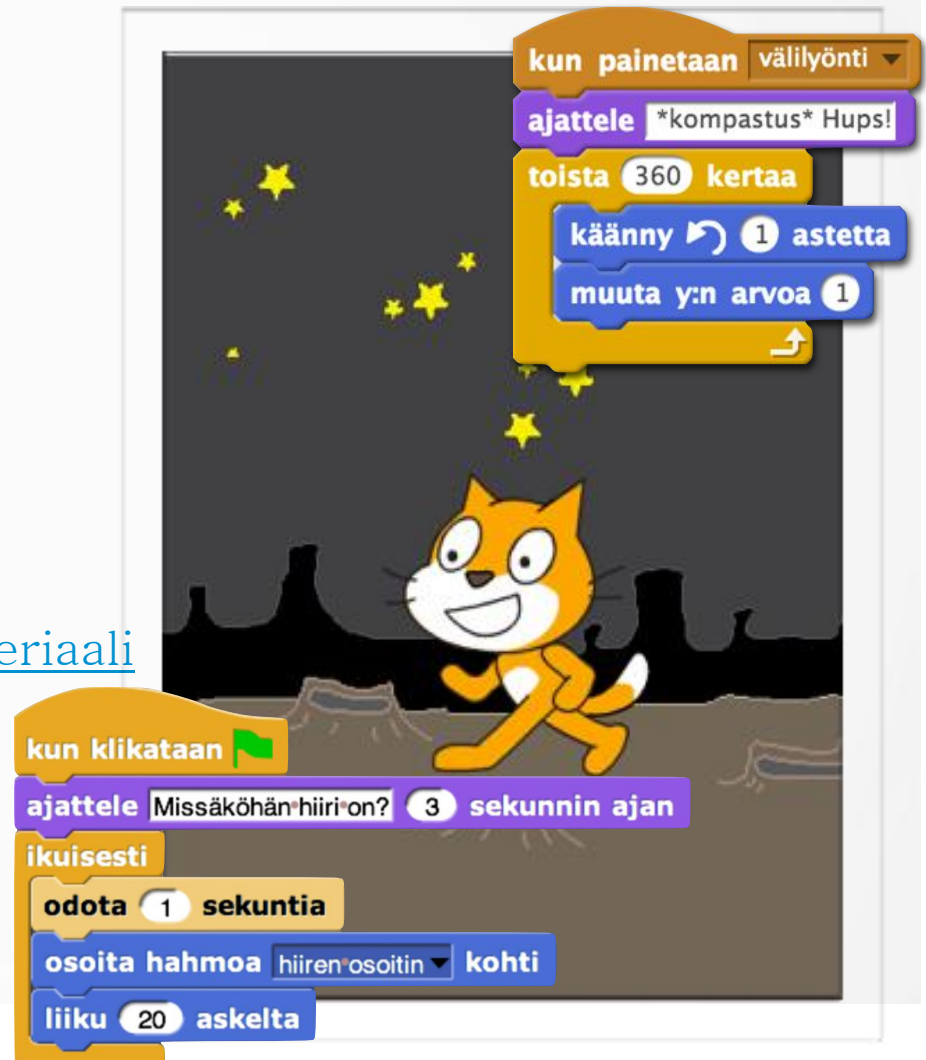 kun painetaan välilyönti
ajattele *kompastus* Hups!
toista 360 kertaa
käänny 1 astetta
muuta y:n arvoa 1
eriaali
kun klikataan
ajattele Missäköhän hiiri on? 3 sekunnin ajan
ikuisesti
odota 1 sekuntia
osoita hahmoa hiiren osoitin kohti
liiku 20 askelta